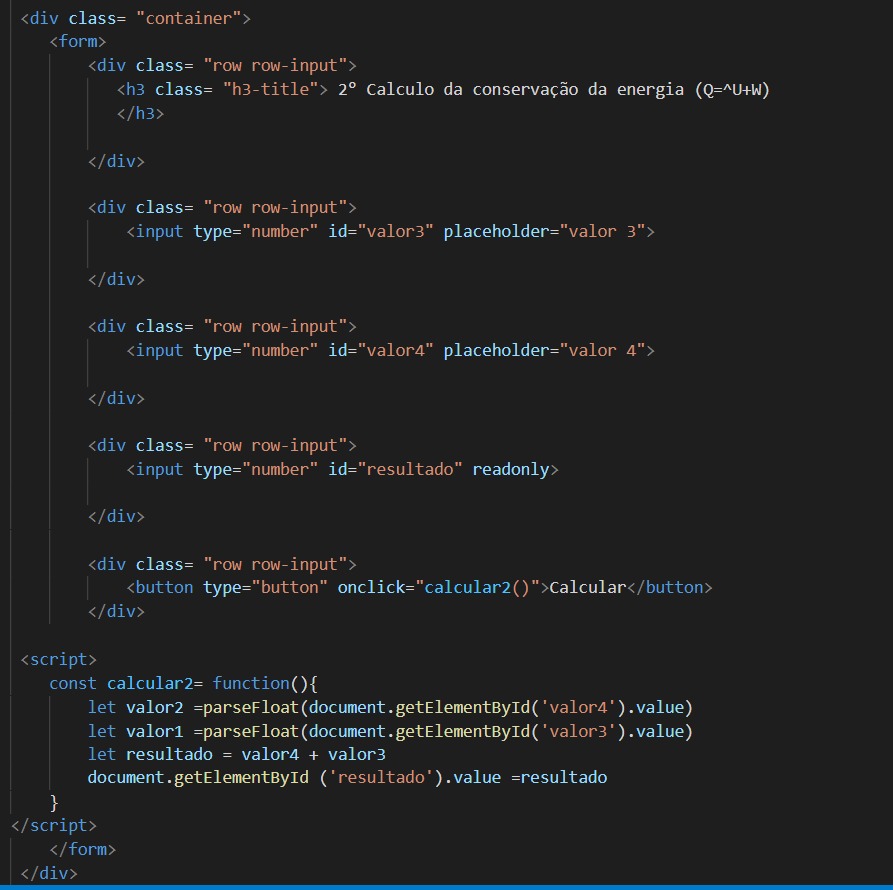 <div class= "container">
<form>
<div class= "row row-input">
<h3 class= "h3-title"> 2º Calculo da conservação da energia (Q=^U+W)
</h3>
</div>
<div class= "row row-input">
<input type="number" id="valor3" placeholder="valor 3">
</div>
<div class= "row row-input">
<input type="number" id="valor4" placeholder="valor 4">
</div>
<div class= "row row-input">
<input type="number" id="resultado" readonly>
</div>
<div class= "row row-input">
<button type="button" onclick="calcular2()">Calcular</button>
</div>
<script>
const calcular2= function(){
let valor2 =parseFloat(document.getElementById('valor4').value)
let valor1 =parseFloat(document.getElementById('valor3').value)
let resultado = valor4 + valor3
document.getElementById ('resultado').value =resultado
}
</script>
</form>
</div>